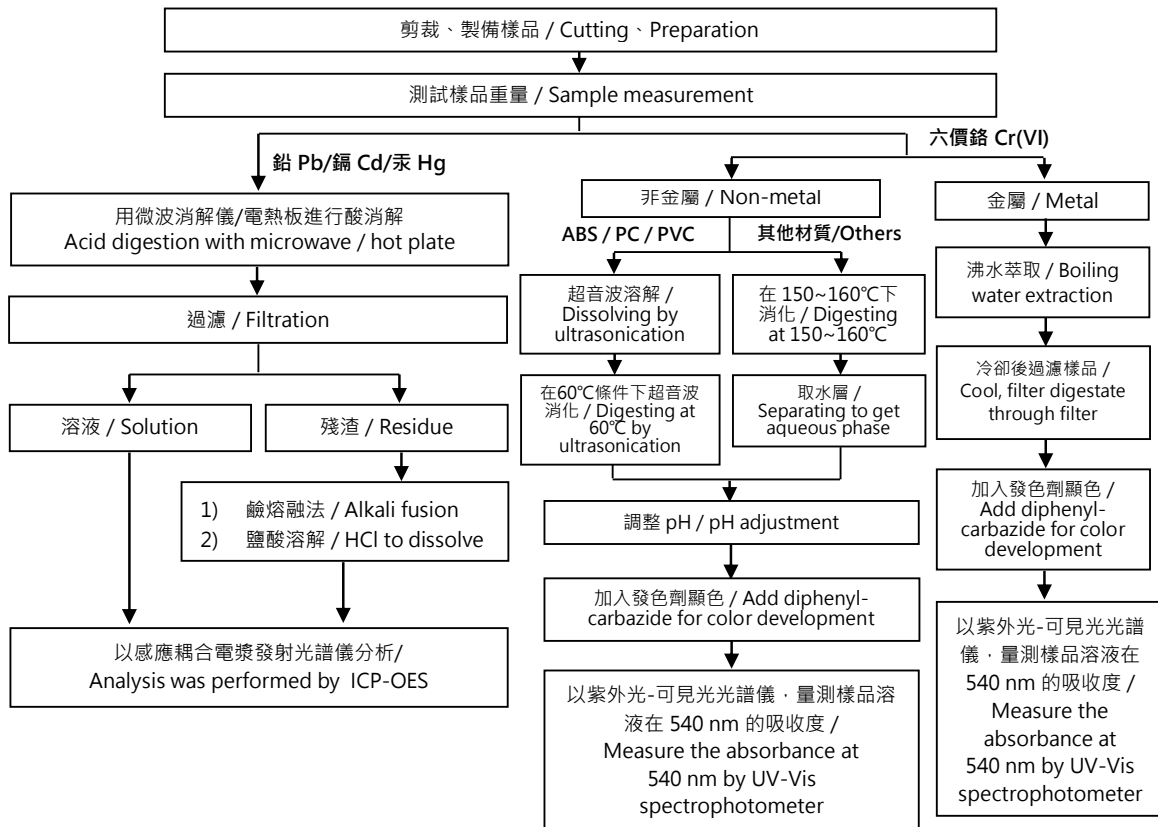 剪裁、製備樣品 / Cutting、Preparation
測試樣品重量 / Sample measurement
鉛 Pb/鎘 Cd/汞 Hg
六價鉻 Cr(VI)
用微波消解儀/電熱板進行酸消解
Acid digestion with microwave / hot plate
過濾 / Filtration
溶液 / Solution
殘渣 / Residue
1) 鹼熔融法 / Alkali fusion
2) 鹽酸溶解 / HCl to dissolve
以感應耦合電漿發射光譜儀分析/
Analysis was performed by ICP-OES
非金屬 / Non-metal
ABS / PC / PVC
其他材質/Others
超音波溶解 /
Dissolving by
ultrasonication
在 150~160℃下
消化 / Digesting
at 150~160℃
在60℃條件下超音波
消化 / Digesting at
60℃ by
ultrasonication
取水層 /
Separating to get
aqueous phase
調整 pH / pH adjustment
加入發色劑顯色 / Add diphenyl-
carbazide for color development
以紫外光-可見光光譜儀，量測樣品溶
液在 540 nm 的吸收度 /
Measure the absorbance at
540 nm by UV-Vis
spectrophotometer
金屬 / Metal
沸水萃取 / Boiling
water extraction
冷卻後過濾樣品 /
Cool, filter digestate
through filter
加入發色劑顯色 /
Add diphenyl-
carbazide for color
development
以紫外光-可見光光譜
儀，量測樣品溶液在
540 nm 的吸收度 /
Measure the
absorbance at
540 nm by UV-Vis
spectrophotometer